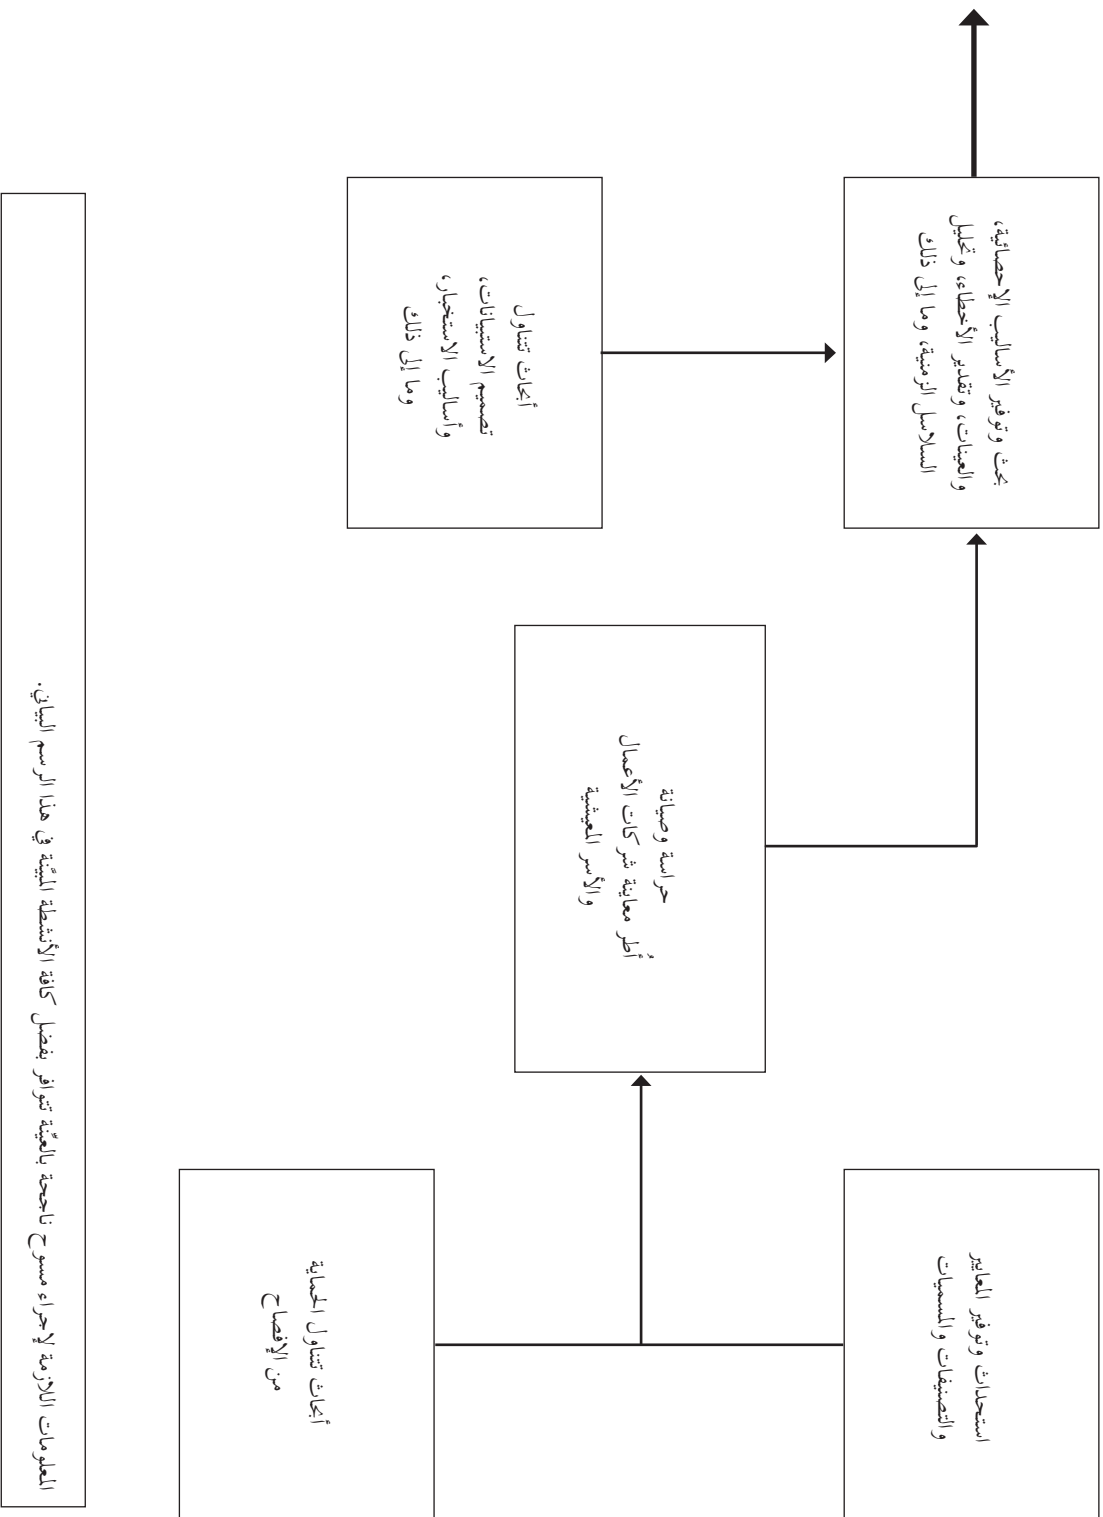 استحداث وتوفير المعايير
والتصنيفات والمسميات
بحث وتوفير الأساليب الإحصائية،
والعينات، وتقدير الأخطاء، وتحليل
السلاسل الزمنية، وما إلى ذلك
حراسة وصيانة
أُطر معاينة شركات الأعمال
والأسر المعيشية
أبحاث تتناول
تصميم الاستبيانات،
وأساليب الاستخبار،
وما إلى ذلك
أبحاث تتناول الحماية
من الإفصاح
المعلومات اللازمة لإجراء مسوح ناجحة بالعيّنة تتوافر بفضل كافة الأنشطة المبيّنة في هذا الرسم البياني.